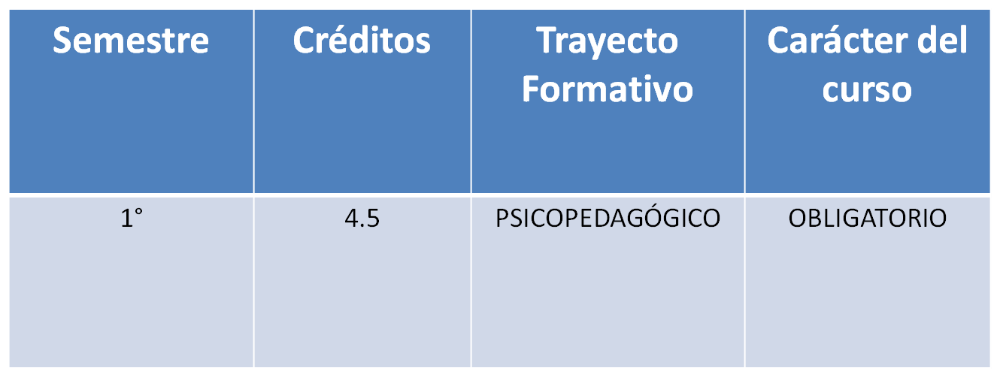 Semestre
Créditos
Trayecto
Formativo
Carácter del
curso
1°
4.5
PSICOPEDAGÓGICO
OBLIGATORIO